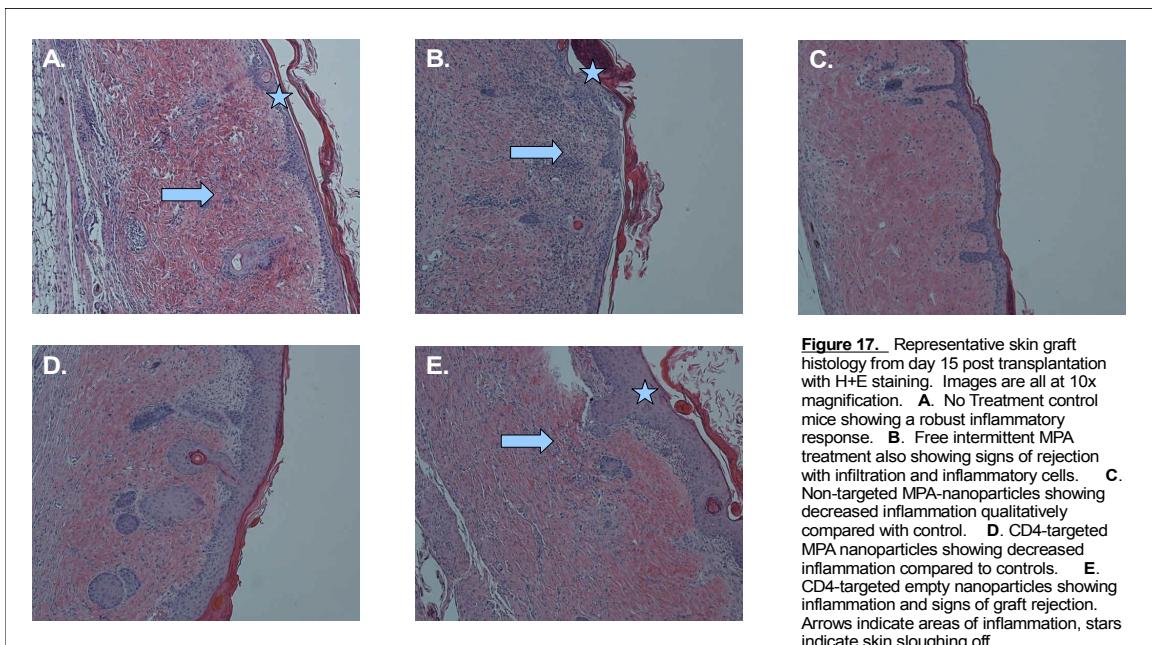 A.
B.
C.
D.
E.
Figure 17. Representative skin graft
histology from day 15 post transplantation
with H+E staining. Images are all at 10x
magnification. A. No Treatment control
mice showing a robust inflammatory
response. B. Free intermittent MPA
treatment also showing signs of rejection
with infiltration and inflammatory cells. C.
Non-targeted MPA-nanoparticles showing
decreased inflammation qualitatively
compared with control. D. CD4-targeted
MPA nanoparticles showing decreased
inflammation compared to controls. E.
CD4-targeted empty nanoparticles showing
inflammation and signs of graft rejection.
Arrows indicate areas of inflammation, stars
indicate skin sloughing off